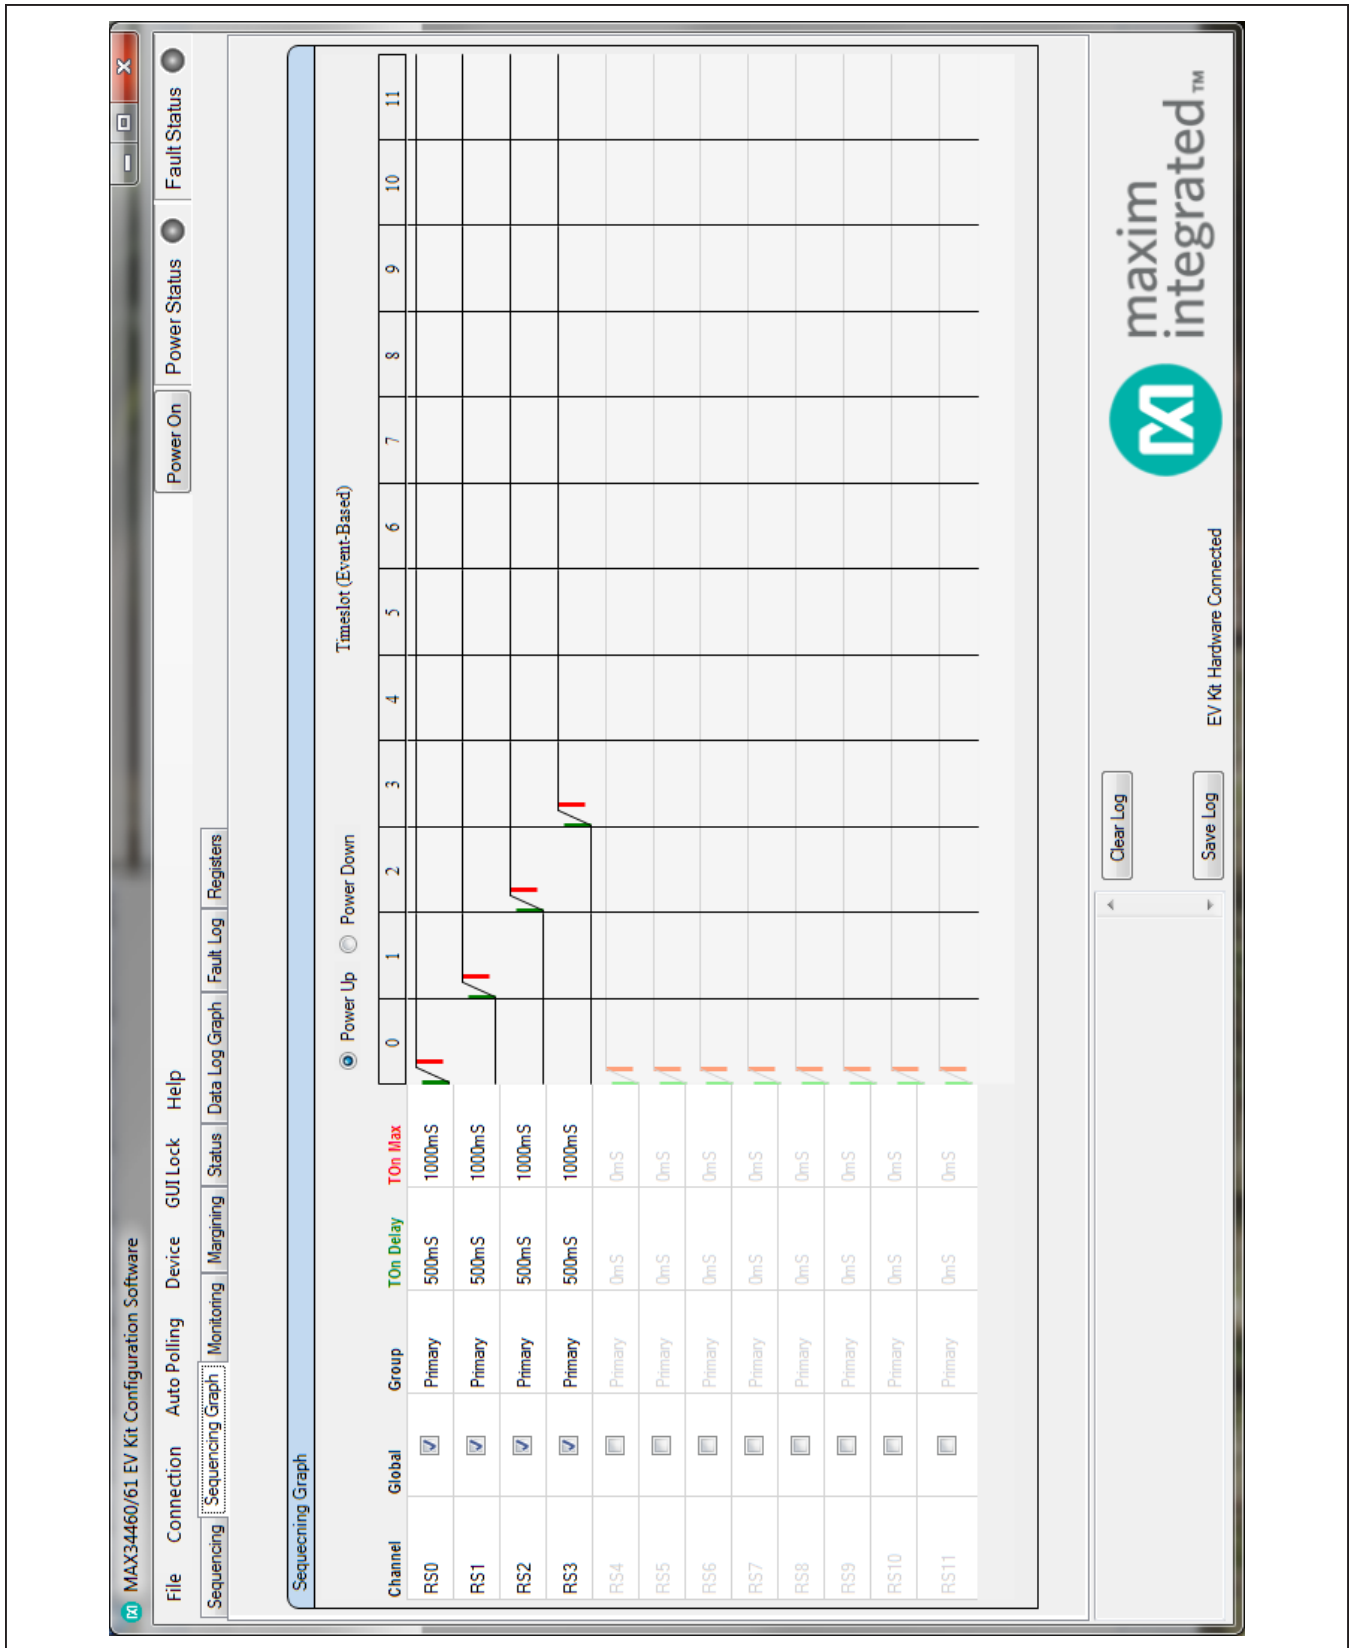 MAX34460/61 EV Kit Configuration Software
File Connection Auto Polling Device GUI Lock Help Power On Power Status Fault Status
Sequencing Sequencing Graph Monitoring Margining Status Data Log Graph Fault Log Registers
Sequecning Graph
Power Up Power Down Timeslot (Event-Based)
Channel Global Group TOn Delay TOn Max 0 1 2 3 4 5 6 7 8 9 10 11
RS0 Primary 500mS 1000mS
RS1 Primary 500mS 1000mS
RS2 Primary 500mS 1000mS
RS3 Primary 500mS 1000mS
RS4 Primary 0mS 0mS
RS5 Primary 0mS 0mS
RS6 Primary 0mS 0mS
RS7 Primary 0mS 0mS
RS8 Primary 0mS 0mS
RS9 Primary 0mS 0mS
RS10 Primary 0mS 0mS
RS11 Primary 0mS 0mS
Clear Log
Save Log
EV Kit Hardware Connected
maxim
integrated™